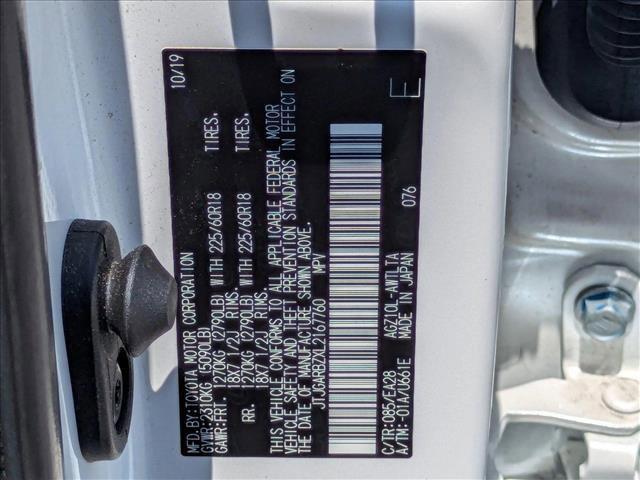 MFD.BY:TOYOTA MOTOR CORPORATION 10/19
GVWR:2310KG (5090LB)
GAWR:FRT. 1270KG (2790LB) WITH 225/60R18 TIRES.
18X7 1/2J RIMS.
RR. 1270KG (2790LB) WITH 225/60R18 TIRES.
18X7 1/2J RIMS.
THIS VEHICLE CONFORMS TO ALL APPLICABLE FEDERAL MOTOR
VEHICLE SAFETY AND THEFT PREVENTION STANDARDS IN EFFECT ON
THE DATE OF MANUFACTURE SHOWN ABOVE.
JTJGARBZXL2167760 MPV
C/TR:085/EA28 AGZ10L-AWTLTA 076 E
A/TM:-01A/U661E MADE IN JAPAN